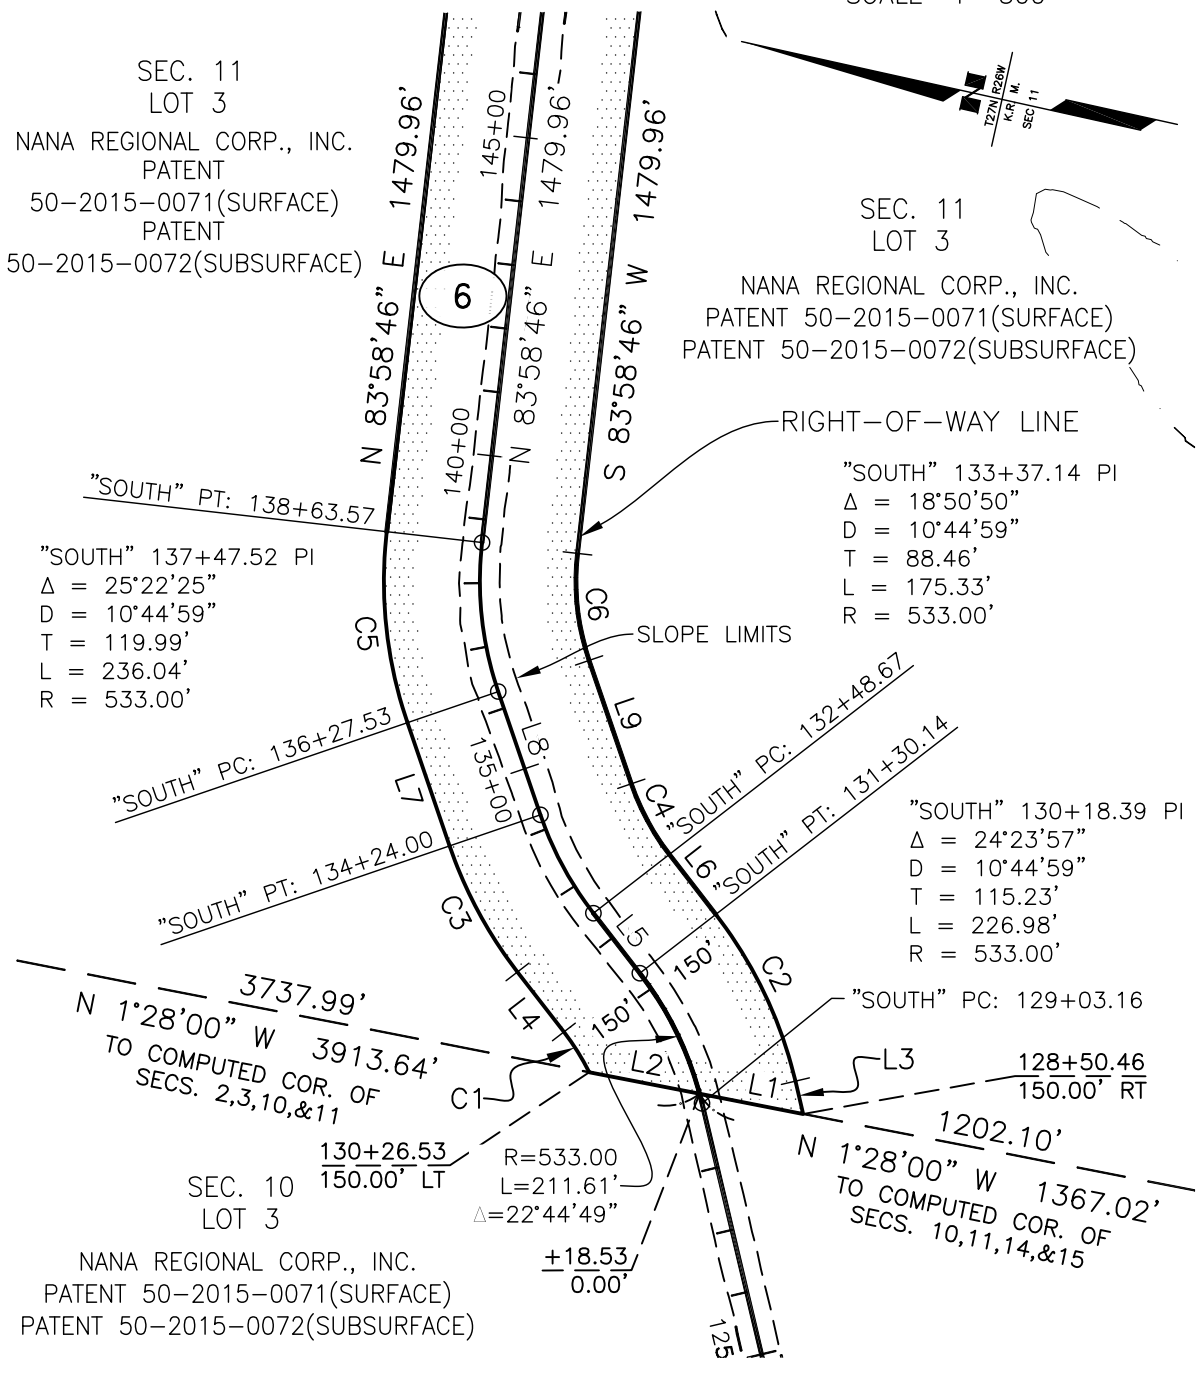 SEC. 11
LOT 3
NANA REGIONAL CORP., INC.
PATENT
50-2015-0071(SURFACE)
PATENT
50-2015-0072(SUBSURFACE)
N 83°58'46" E 1479.96'
145+00
N 83°58'46" E 1479.96'
S 83°58'46" W 1479.96'
6
140+00
T27N R26W
K.R. M.
SEC 11
SEC. 11
LOT 3
NANA REGIONAL CORP., INC.
PATENT 50-2015-0071(SURFACE)
PATENT 50-2015-0072(SUBSURFACE)
RIGHT-OF-WAY LINE
"SOUTH" 133+37.14 PI
Δ = 18°50'50"
D = 10°44'59"
T = 88.46'
L = 175.33'
R = 533.00'
"SOUTH" PT: 138+63.57
"SOUTH" 137+47.52 PI
Δ = 25°22'25"
D = 10°44'59"
T = 119.99'
L = 236.04'
R = 533.00'
C5
C6
SLOPE LIMITS
"SOUTH" PC: 136+27.53
L7
L8
L9
135+00
"SOUTH" PC: 132+48.67
"SOUTH" PT: 131+30.14
C4
L6
"SOUTH" PT: 134+24.00
C3
L5
"SOUTH" 130+18.39 PI
Δ = 24°23'57"
D = 10°44'59"
T = 115.23'
L = 226.98'
R = 533.00'
150'
C2
"SOUTH" PC: 129+03.16
3737.99'
N 1°28'00" W 3913.64'
TO COMPUTED COR. OF
SECS. 2,3,10,&11
L4
150'
C1
L2
L1
L3
128+50.46
150.00' RT
130+26.53
150.00' LT
R=533.00
L=211.61'
Δ=22°44'49"
+18.53
0.00'
1202.10'
N 1°28'00" W 1367.02'
TO COMPUTED COR. OF
SECS. 10,11,14,&15
SEC. 10
LOT 3
NANA REGIONAL CORP., INC.
PATENT 50-2015-0071(SURFACE)
PATENT 50-2015-0072(SUBSURFACE)
125